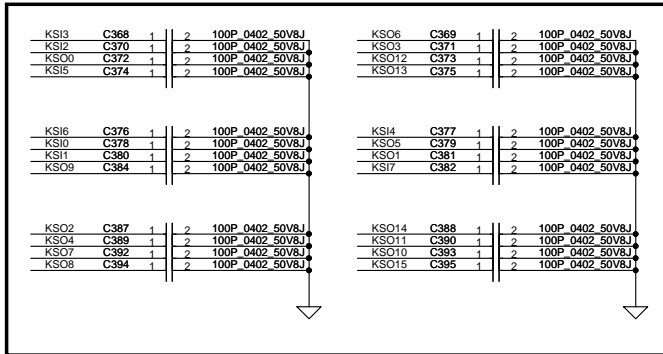 KSI3 C368 1 2 100P_0402_50V8J
KSI2 C370 1 2 100P_0402_50V8J
KSO0 C372 1 2 100P_0402_50V8J
KSI5 C374 1 2 100P_0402_50V8J
KSI6 C376 1 2 100P_0402_50V8J
KSI0 C378 1 2 100P_0402_50V8J
KSI1 C380 1 2 100P_0402_50V8J
KSO9 C384 1 2 100P_0402_50V8J
KSO2 C387 1 2 100P_0402_50V8J
KSO4 C389 1 2 100P_0402_50V8J
KSO7 C392 1 2 100P_0402_50V8J
KSO8 C394 1 2 100P_0402_50V8J
KSO6 C369 1 2 100P_0402_50V8J
KSO3 C371 1 2 100P_0402_50V8J
KSO12 C373 1 2 100P_0402_50V8J
KSO13 C375 1 2 100P_0402_50V8J
KSI4 C377 1 2 100P_0402_50V8J
KSO5 C379 1 2 100P_0402_50V8J
KSO1 C381 1 2 100P_0402_50V8J
KSI7 C382 1 2 100P_0402_50V8J
KSO14 C388 1 2 100P_0402_50V8J
KSO11 C390 1 2 100P_0402_50V8J
KSO10 C393 1 2 100P_0402_50V8J
KSO15 C395 1 2 100P_0402_50V8J